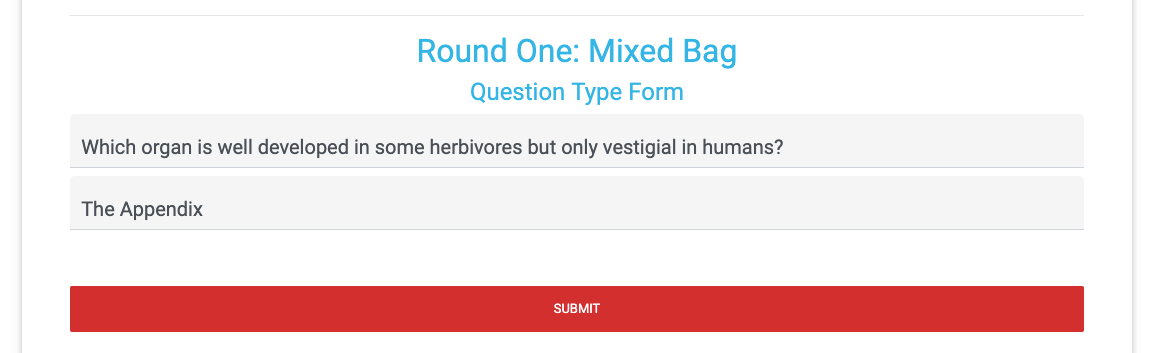 Round One: Mixed Bag
Question Type Form
Which organ is well developed in some herbivores but only vestigial in humans?
The Appendix
SUBMIT